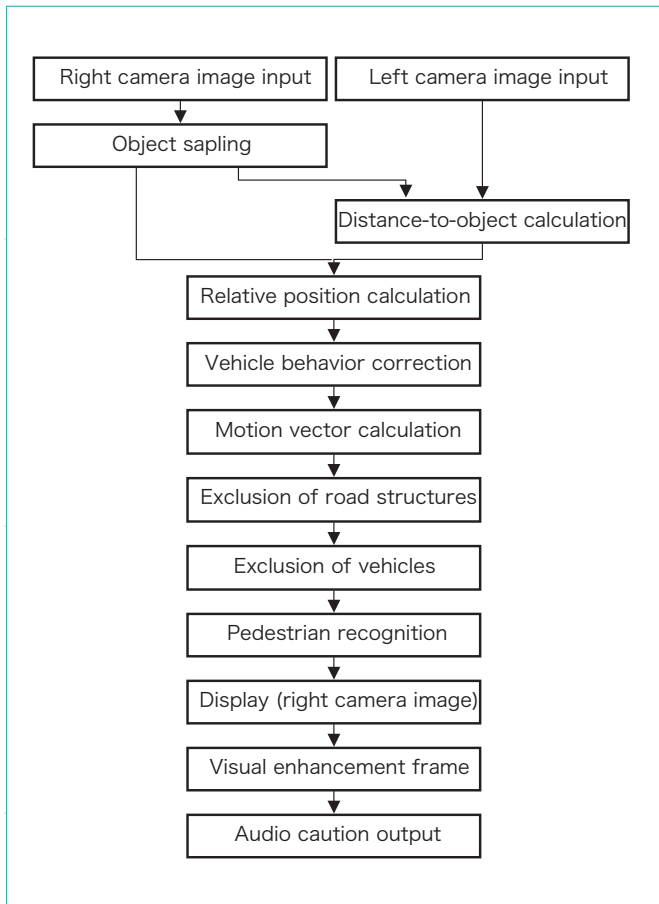 Right camera image input
Left camera image input
Object sapling
Distance-to-object calculation
Relative position calculation
Vehicle behavior correction
Motion vector calculation
Exclusion of road structures
Exclusion of vehicles
Pedestrian recognition
Display (right camera image)
Visual enhancement frame
Audio caution output